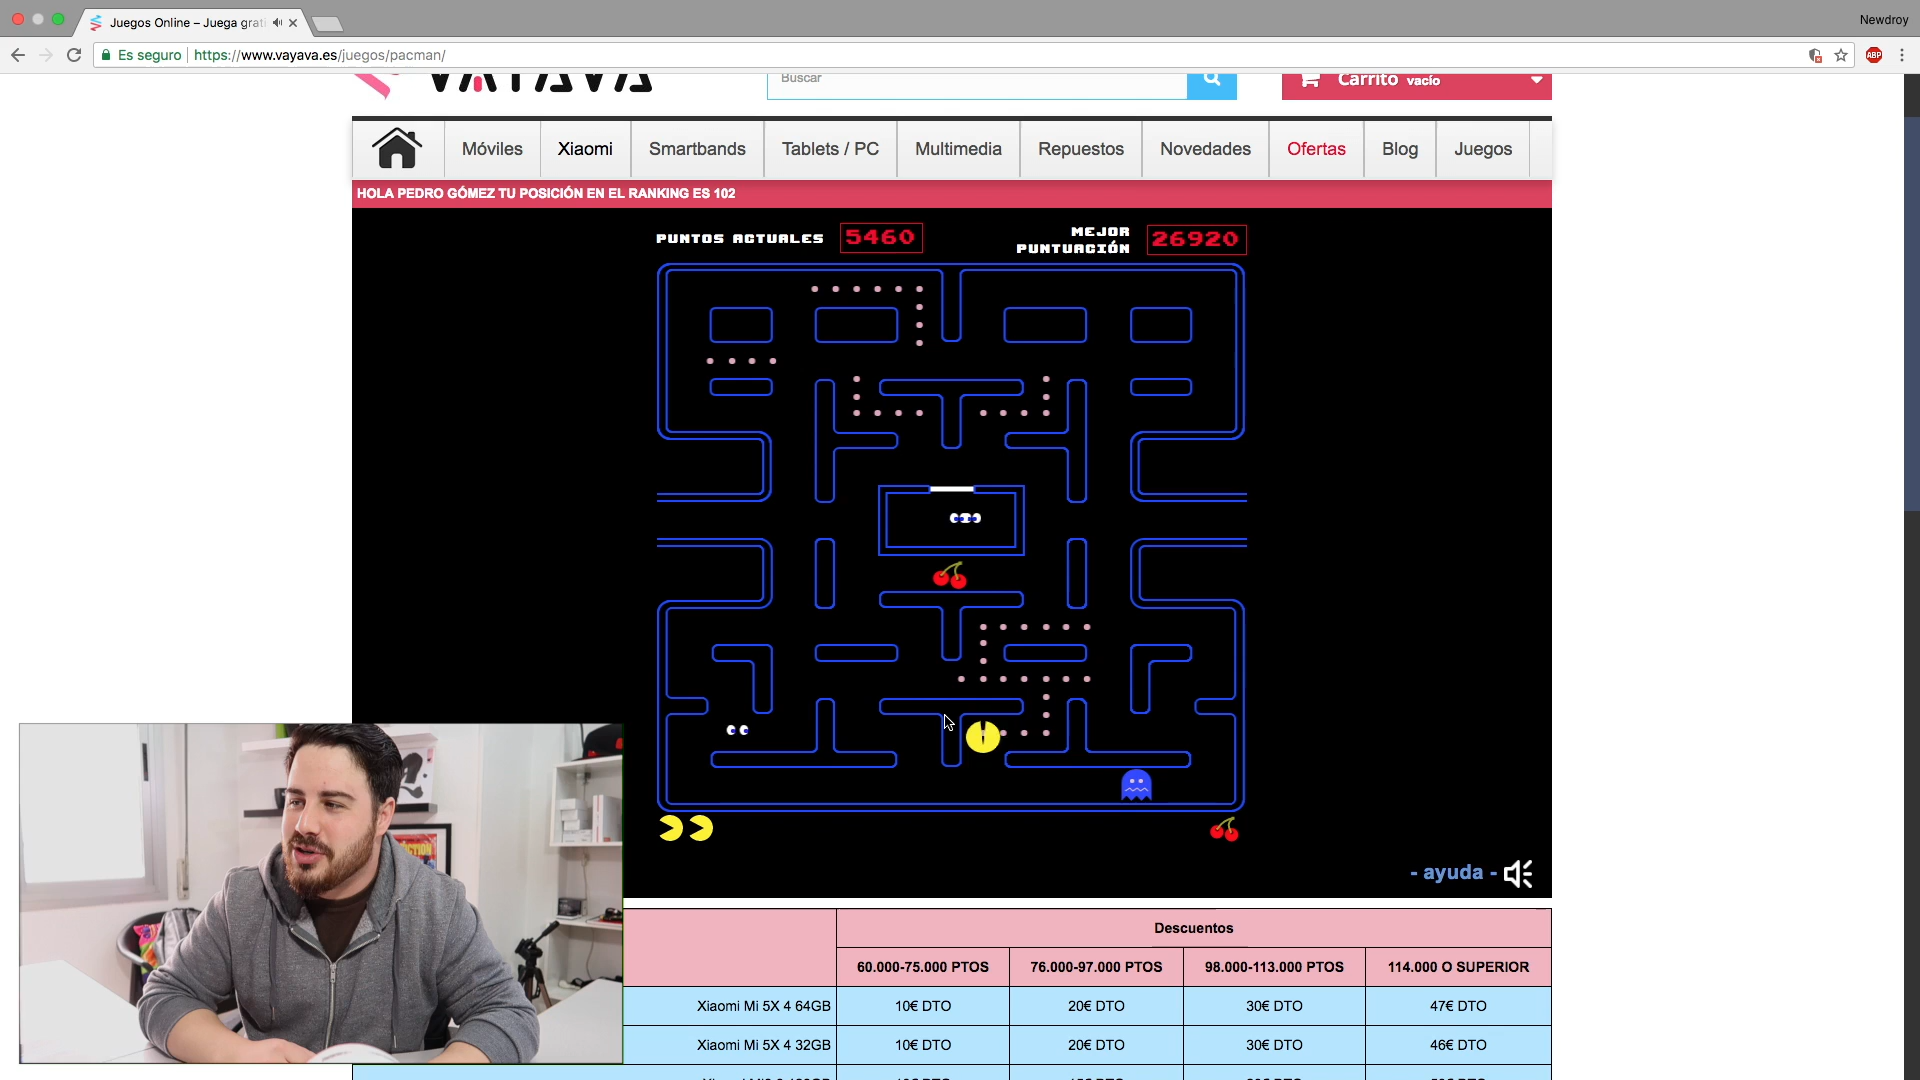 Juegos Online – Juega grati
Newdroy
Es seguro
https://www.vayava.es/juegos/pacman/
ABP
VAYAVA
Buscar
Carrito vacío
Móviles
Xiaomi
Smartbands
Tablets / PC
Multimedia
Repuestos
Novedades
Ofertas
Blog
Juegos
HOLA PEDRO GÓMEZ TU POSICIÓN EN EL RANKING ES 102
PUNTOS ACTUALES
5460
MEJOR
PUNTUACIÓN
26920
- ayuda -
Descuentos
60.000-75.000 PTOS
76.000-97.000 PTOS
98.000-113.000 PTOS
114.000 O SUPERIOR
Xiaomi Mi 5X 4 64GB
10€ DTO
20€ DTO
30€ DTO
47€ DTO
Xiaomi Mi 5X 4 32GB
10€ DTO
20€ DTO
30€ DTO
46€ DTO